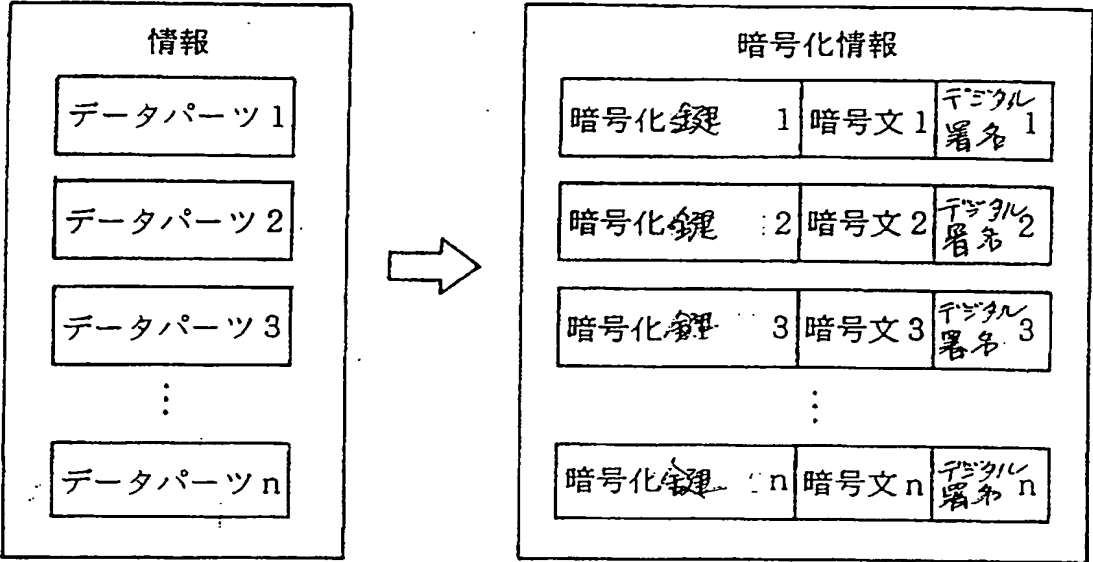 情報
データパーツ1
データパーツ2
データパーツ3
⋮
データパーツn
暗号化情報
暗号化鍵 1 暗号文1 デジタル署名 1
暗号化鍵 2 暗号文2 デジタル署名 2
暗号化鍵 3 暗号文3 デジタル署名 3
⋮
暗号化鍵 n 暗号文n デジタル署名 n